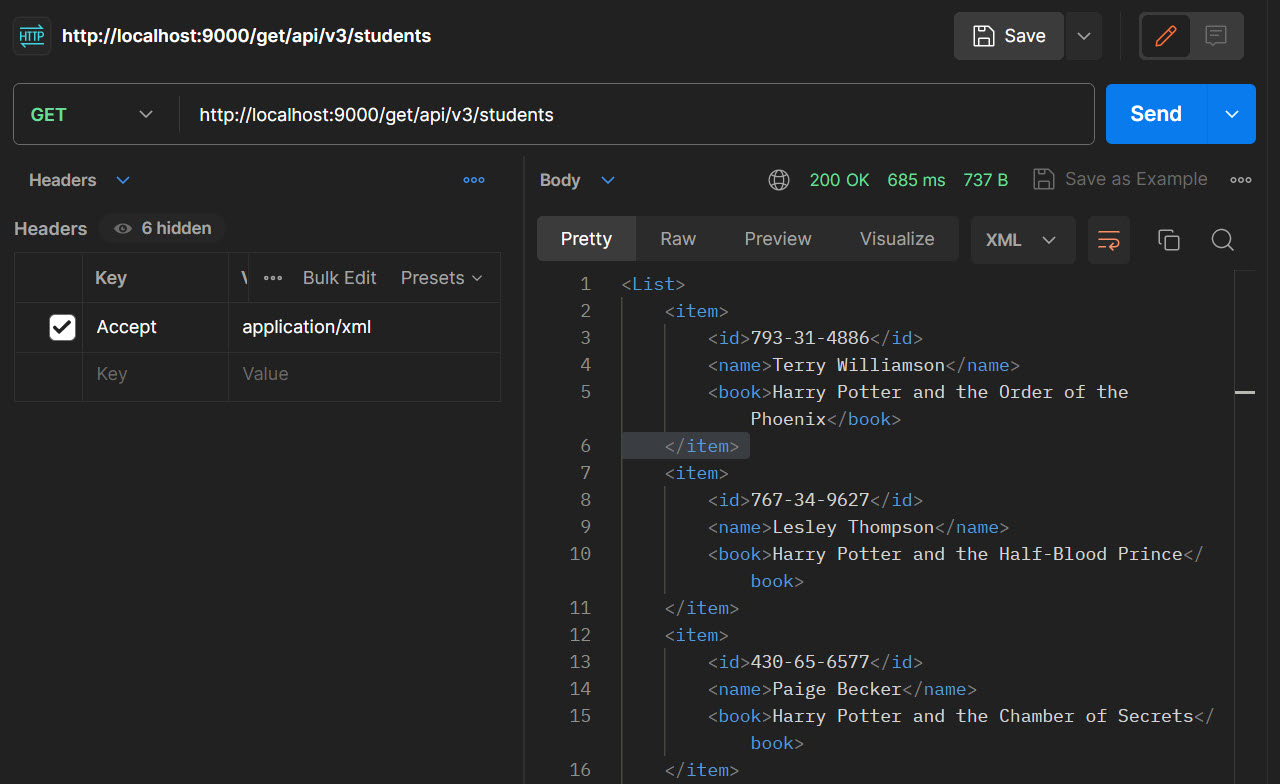 HTTP http://localhost:9000/get/api/v3/students Save
GET http://localhost:9000/get/api/v3/students Send
Headers
Headers 6 hidden
Key Bulk Edit Presets
Accept application/xml
Key Value
Body 200 OK 685 ms 737 B Save as Example
Pretty Raw Preview Visualize XML
1 <List>
2 <item>
3 <id>793-31-4886</id>
4 <name>Terry Williamson</name>
5 <book>Harry Potter and the Order of the
Phoenix</book>
6 </item>
7 <item>
8 <id>767-34-9627</id>
9 <name>Lesley Thompson</name>
10 <book>Harry Potter and the Half-Blood Prince</
book>
11 </item>
12 <item>
13 <id>430-65-6577</id>
14 <name>Paige Becker</name>
15 <book>Harry Potter and the Chamber of Secrets</
book>
16 </item>